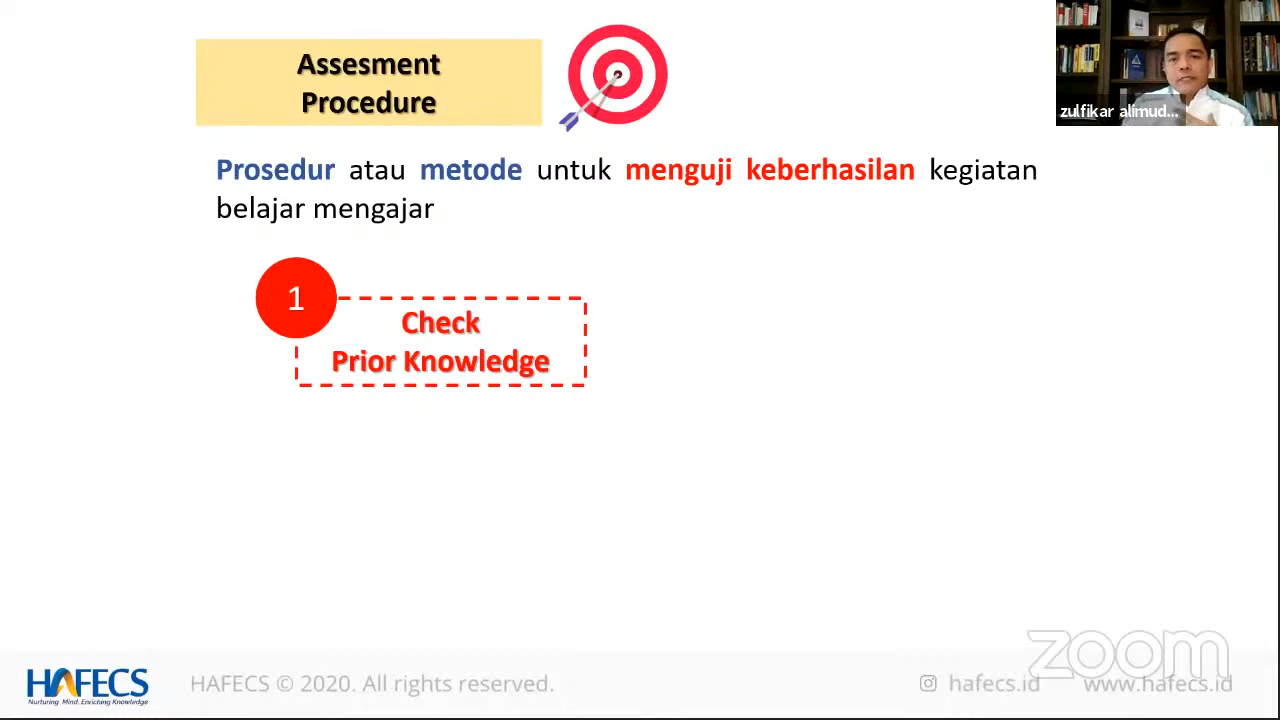 Assesment
Procedure
zulfikar alimud...
Prosedur atau metode untuk menguji keberhasilan kegiatan
belajar mengajar
1
Check
Prior Knowledge
zoom
HAFECS
Nurturing Mind, Enriching Knowledge
HAFECS © 2020. All rights reserved.
hafecs.id
www.hafecs.id